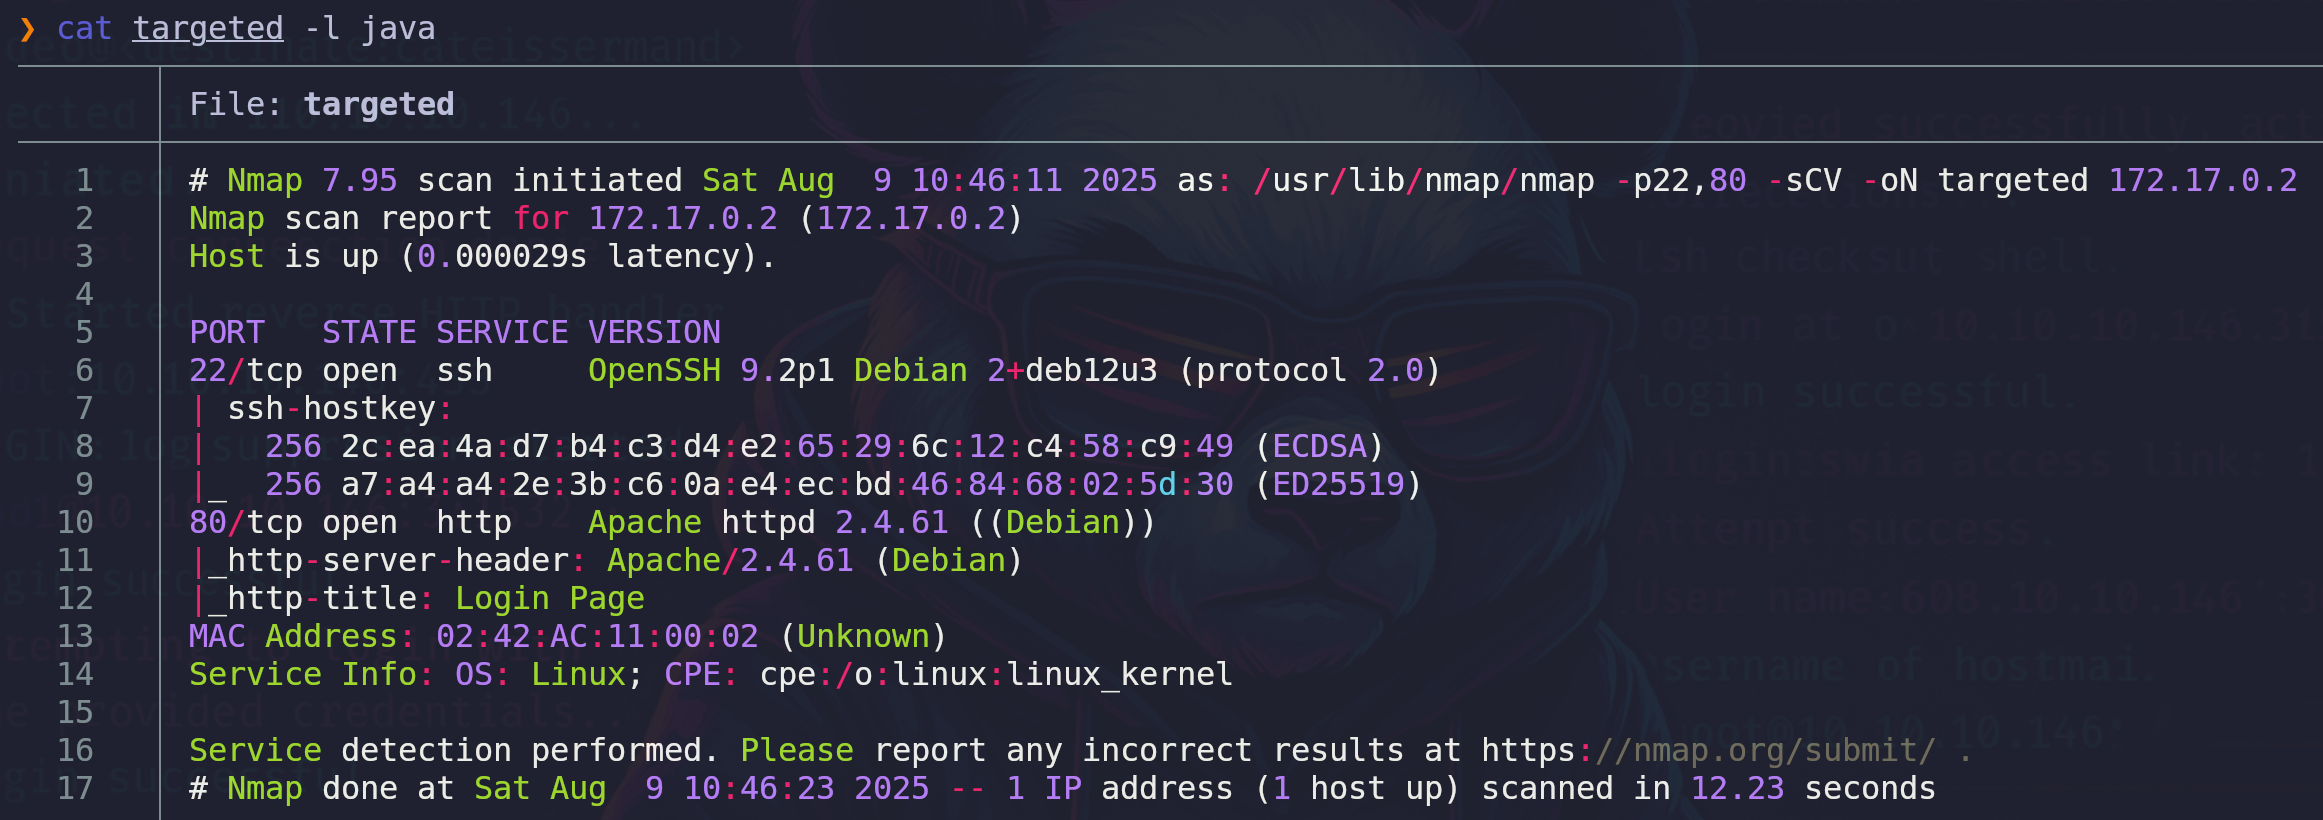 ❯ cat targeted -l java
File: targeted
1 # Nmap 7.95 scan initiated Sat Aug  9 10:46:11 2025 as: /usr/lib/nmap/nmap -p22,80 -sCV -oN targeted 172.17.0.2
2 Nmap scan report for 172.17.0.2 (172.17.0.2)
3 Host is up (0.000029s latency).
4
5 PORT   STATE SERVICE VERSION
6 22/tcp open  ssh     OpenSSH 9.2p1 Debian 2+deb12u3 (protocol 2.0)
7 | ssh-hostkey:
8 |   256 2c:ea:4a:d7:b4:c3:d4:e2:65:29:6c:12:c4:58:c9:49 (ECDSA)
9 |_  256 a7:a4:a4:2e:3b:c6:0a:e4:ec:bd:46:84:68:02:5d:30 (ED25519)
10 80/tcp open  http    Apache httpd 2.4.61 ((Debian))
11 |_http-server-header: Apache/2.4.61 (Debian)
12 |_http-title: Login Page
13 MAC Address: 02:42:AC:11:00:02 (Unknown)
14 Service Info: OS: Linux; CPE: cpe:/o:linux:linux_kernel
15
16 Service detection performed. Please report any incorrect results at https://nmap.org/submit/ .
17 # Nmap done at Sat Aug  9 10:46:23 2025 -- 1 IP address (1 host up) scanned in 12.23 seconds